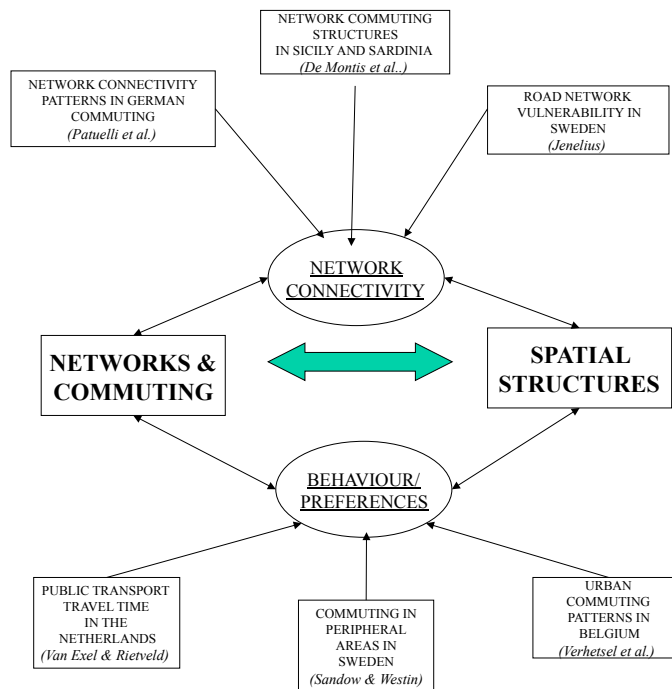 NETWORK COMMUTING
STRUCTURES
IN SICILY AND SARDINIA
(De Montis et al..)
NETWORK CONNECTIVITY
PATTERNS IN GERMAN
COMMUTING
(Patuelli et al.)
ROAD NETWORK
VULNERABILITY IN
SWEDEN
(Jenelius)
NETWORK
CONNECTIVITY
NETWORKS &
COMMUTING
SPATIAL
STRUCTURES
BEHAVIOUR/
PREFERENCES
PUBLIC TRANSPORT
TRAVEL TIME
IN THE
NETHERLANDS
(Van Exel & Rietveld)
COMMUTING IN
PERIPHERAL
AREAS IN
SWEDEN
(Sandow & Westin)
URBAN
COMMUTING
PATTERNS IN
BELGIUM
(Verhetsel et al.)